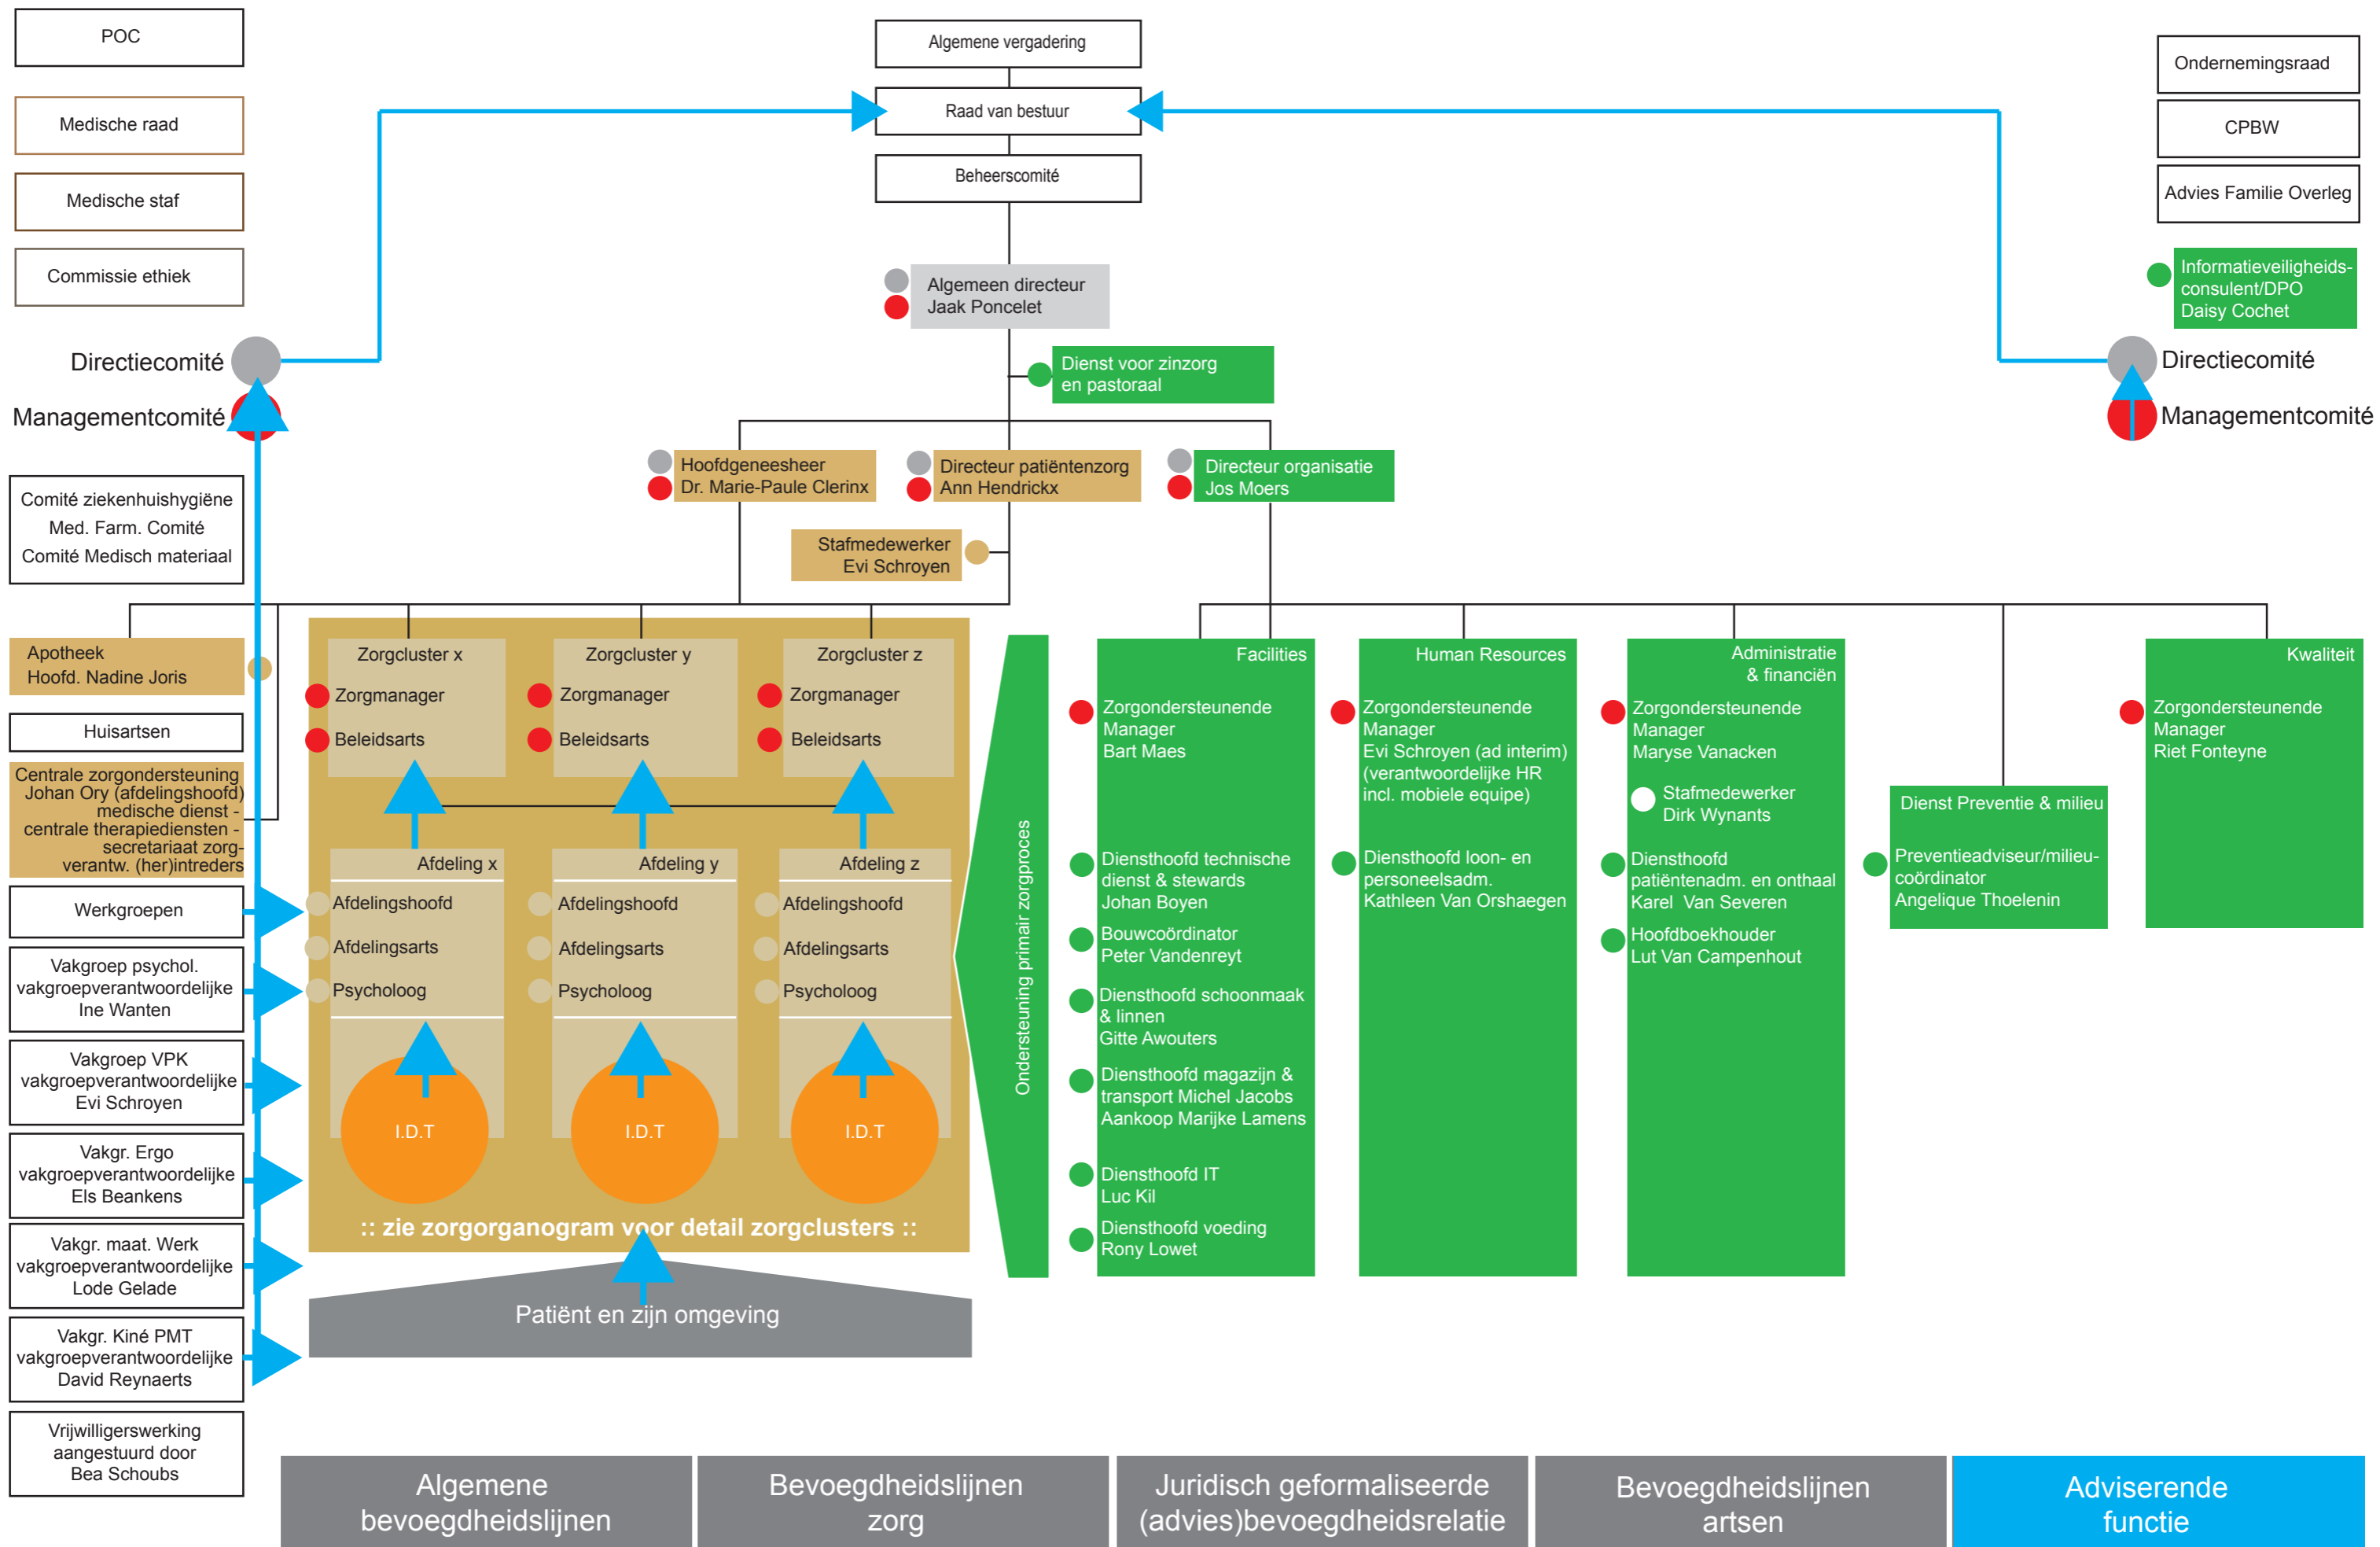 POC
Medische raad
Medische staf
Commissie ethiek
Directiecomité
Managementcomité
Algemene vergadering
Raad van bestuur
Beheerscomité
Algemeen directeur
Jaak Poncelet
Dienst voor zinzorg
en pastoraal
Ondernemingsraad
CPBW
Advies Familie Overleg
Informatieveiligheids-
consulent/DPO
Daisy Cochet
Directiecomité
Managementcomité
Hoofdgeneesheer
Dr. Marie-Paule Clerinx
Directeur patiëntenzorg
Ann Hendrickx
Directeur organisatie
Jos Moers
Stafmedewerker
Evi Schroyen
Comité ziekenhuishygiëne
Med. Farm. Comité
Comité Medisch materiaal
Apotheek
Hoofd. Nadine Joris
Huisartsen
Centrale zorgondersteuning
Johan Ory (afdelingshoofd)
medische dienst -
centrale therapiediensten -
secretariaat zorg-
verantw. (her)intreders
Werkgroepen
Vakgroep psychol.
vakgroepverantwoordelijke
Ine Wanten
Vakgroep VPK
vakgroepverantwoordelijke
Evi Schroyen
Vakgr. Ergo
vakgroepverantwoordelijke
Els Beankens
Vakgr. maat. Werk
vakgroepverantwoordelijke
Lode Gelade
Vakgr. Kiné PMT
vakgroepverantwoordelijke
David Reynaerts
Vrijwilligerswerking
aangestuurd door
Bea Schoubs
Zorgcluster x
Zorgmanager
Beleidsarts
Zorgcluster y
Zorgmanager
Beleidsarts
Zorgcluster z
Zorgmanager
Beleidsarts
Afdeling x
Afdelingshoofd
Afdelingsarts
Psycholoog
I.D.T
Afdeling y
Afdelingshoofd
Afdelingsarts
Psycholoog
I.D.T
Afdeling z
Afdelingshoofd
Afdelingsarts
Psycholoog
I.D.T
:: zie zorgorganogram voor detail zorgclusters ::
Patiënt en zijn omgeving
Ondersteuning primair zorgproces
Facilities
Zorgondersteunende
Manager
Bart Maes
Diensthoofd technische
dienst & stewards
Johan Boyen
Bouwcoördinator
Peter Vandenreyt
Diensthoofd schoonmaak
& linnen
Gitte Awouters
Diensthoofd magazijn &
transport Michel Jacobs
Aankoop Marijke Lamens
Diensthoofd IT
Luc Kil
Diensthoofd voeding
Rony Lowet
Human Resources
Zorgondersteunende
Manager
Evi Schroyen (ad interim)
(verantwoordelijke HR
incl. mobiele equipe)
Diensthoofd loon- en
personeelsadm.
Kathleen Van Orshaegen
Administratie
& financiën
Zorgondersteunende
Manager
Maryse Vanacken
Stafmedewerker
Dirk Wynants
Diensthoofd
patiëntenadm. en onthaal
Karel Van Severen
Hoofdboekhouder
Lut Van Campenhout
Dienst Preventie & milieu
Preventieadviseur/milieu-
coördinator
Angelique Thoelenin
Kwaliteit
Zorgondersteunende
Manager
Riet Fonteyne
Algemene
bevoegdheidslijnen
Bevoegdheidslijnen
zorg
Juridisch geformaliseerde
(advies)bevoegdheidsrelatie
Bevoegdheidslijnen
artsen
Adviserende
functie